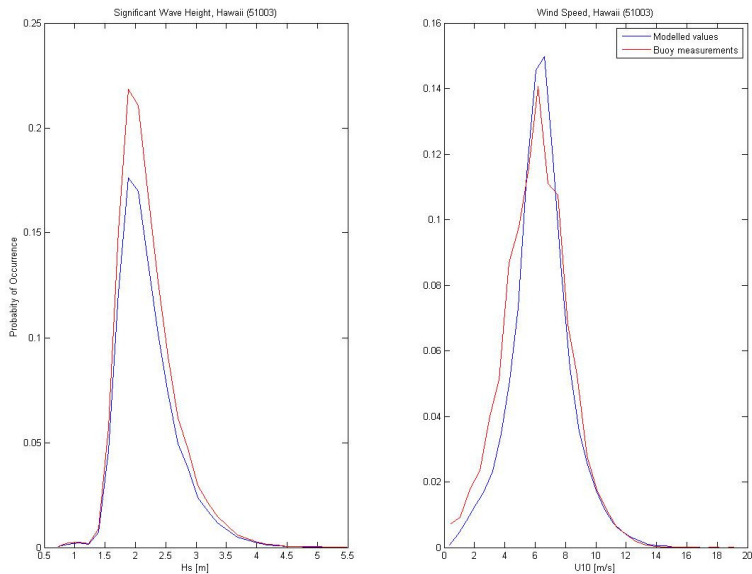 Significant Wave Height, Hawaii (51003)
0.25
0.2
0.15
0.1
0.05
0
Probabity of Occurrence
0.5 1 1.5 2 2.5 3 3.5 4 4.5 5 5.5
Hs [m]
Wind Speed, Hawaii (51003)
Modelled values
Buoy measurements
0.16
0.14
0.12
0.1
0.08
0.06
0.04
0.02
0
0 2 4 6 8 10 12 14 16 18 20
U10 [m/s]